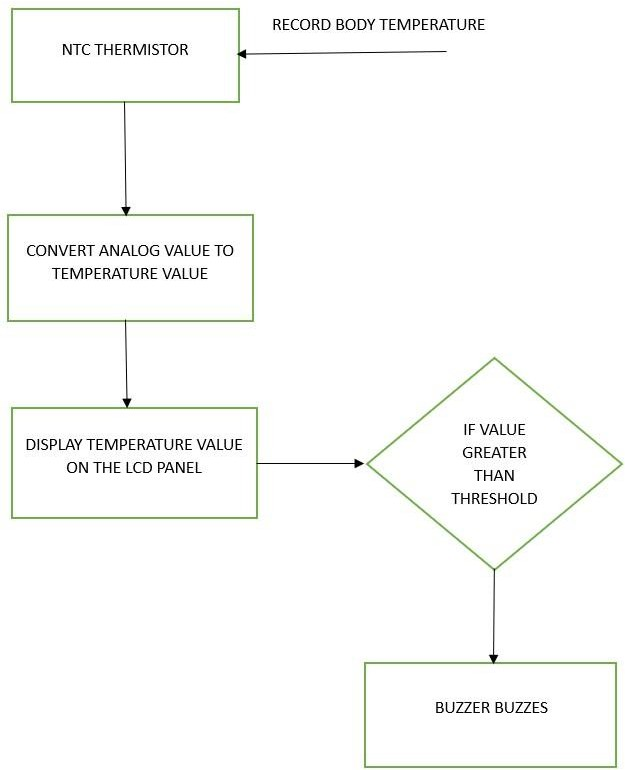 RECORD BODY TEMPERATURE
NTC THERMISTOR
CONVERT ANALOG VALUE TO
TEMPERATURE VALUE
DISPLAY TEMPERATURE VALUE
ON THE LCD PANEL
IF VALUE
GREATER
THAN
THRESHOLD
BUZZER BUZZES